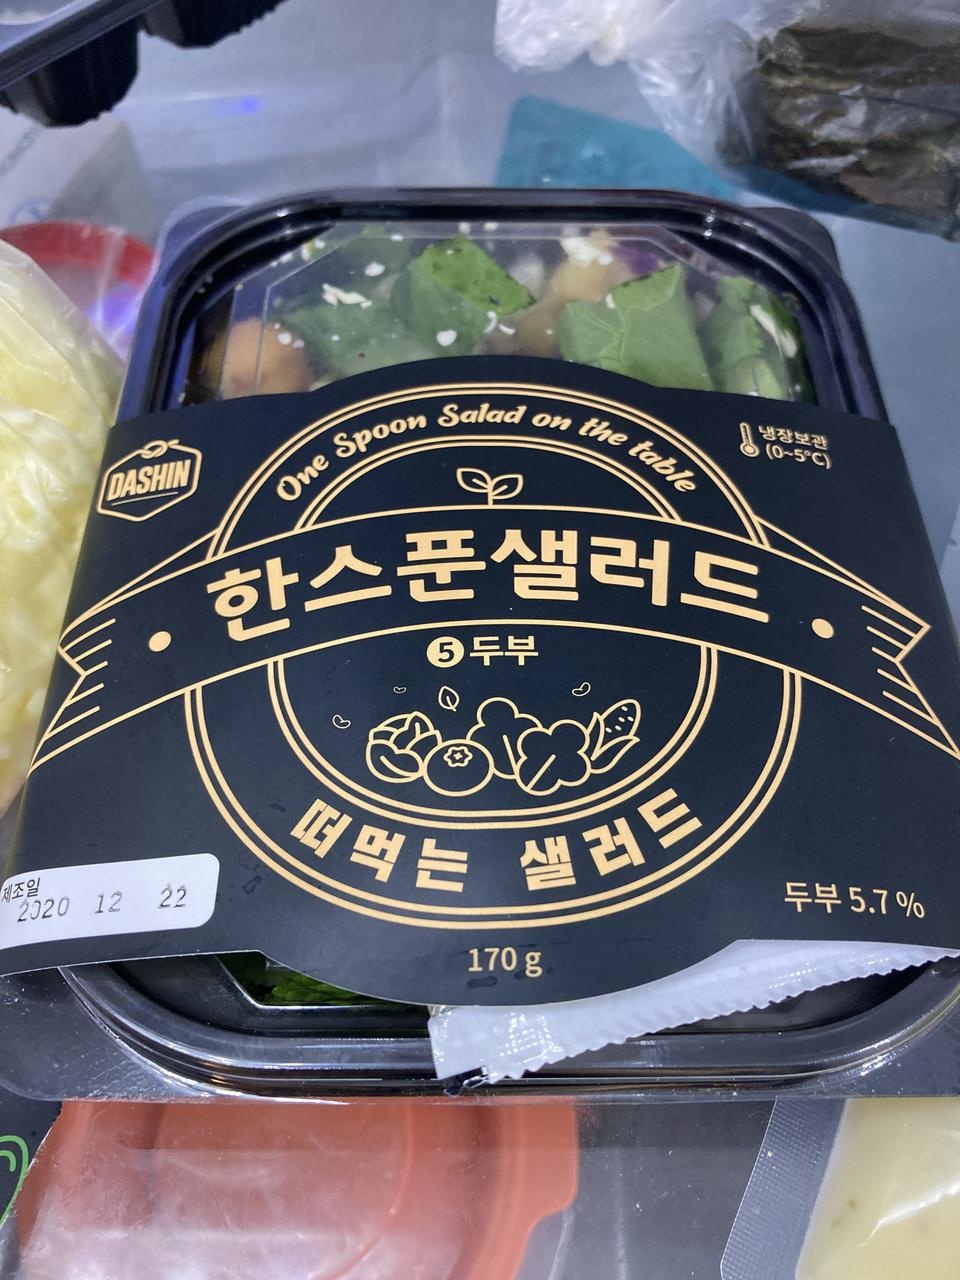 One Spoon Salad on the table
DASHIN
냉장보관
(0~5°C)
한스푼샐러드
5 두부
떠먹는 샐러드
제조일
2020 12 22
두부 5.7 %
170 g